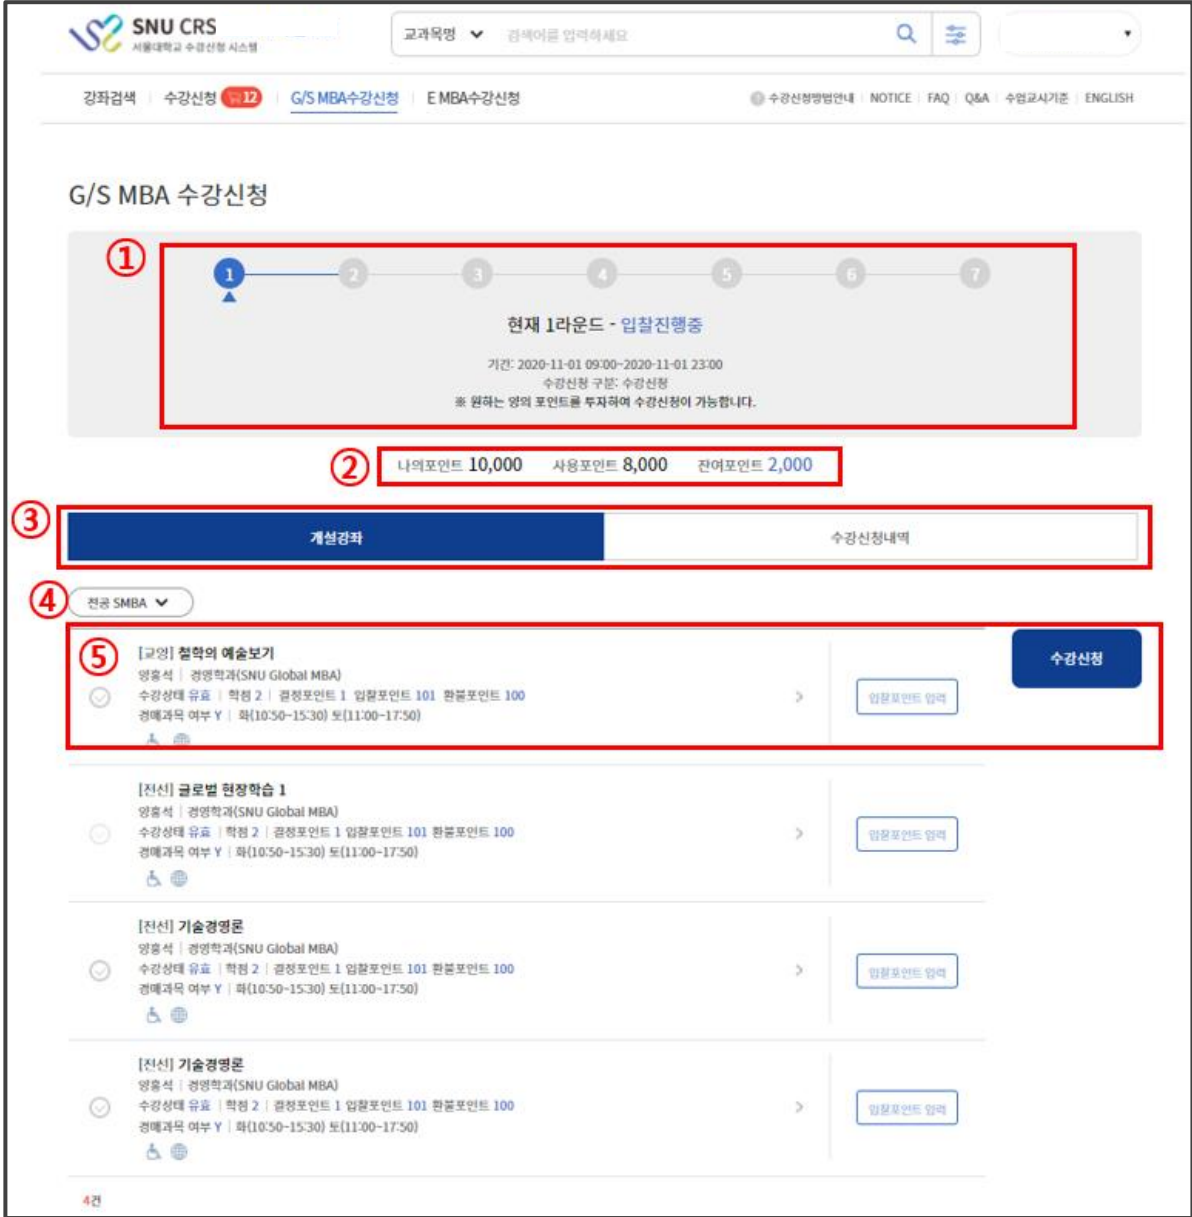 SNU CRS
서울대학교 수강신청 시스템
교과목명 검색어를 입력하세요
강좌검색 수강신청 12 G/S MBA수강신청 E MBA수강신청 수강신청방법안내 NOTICE FAQ Q&A 수업교시기준 ENGLISH
G/S MBA 수강신청
①
1 2 3 4 5 6 7
현재 1라운드 - 입찰진행중
기간: 2020-11-01 09:00~2020-11-01 23:00
수강신청 구분: 수강신청
※ 원하는 양의 포인트를 투자하여 수강신청이 가능합니다.
② 나의포인트 10,000 사용포인트 8,000 잔여포인트 2,000
③ 개설강좌 수강신청내역
④ 전공 SMBA
⑤ [교양] 철학의 예술보기
양홍석 | 경영학과(SNU Global MBA)
수강상태 유효 | 학점 2 | 결정포인트 1 입찰포인트 101 환불포인트 100
경매과목 여부 Y | 화(10:50~15:30) 토(11:00~17:50)
입찰포인트 입력
수강신청
[전선] 글로벌 현장학습 1
양홍석 | 경영학과(SNU Global MBA)
수강상태 유효 | 학점 2 | 결정포인트 1 입찰포인트 101 환불포인트 100
경매과목 여부 Y | 화(10:50~15:30) 토(11:00~17:50)
입찰포인트 입력
[전선] 기술경영론
양홍석 | 경영학과(SNU Global MBA)
수강상태 유효 | 학점 2 | 결정포인트 1 입찰포인트 101 환불포인트 100
경매과목 여부 Y | 화(10:50~15:30) 토(11:00~17:50)
입찰포인트 입력
[전선] 기술경영론
양홍석 | 경영학과(SNU Global MBA)
수강상태 유효 | 학점 2 | 결정포인트 1 입찰포인트 101 환불포인트 100
경매과목 여부 Y | 화(10:50~15:30) 토(11:00~17:50)
입찰포인트 입력
4건